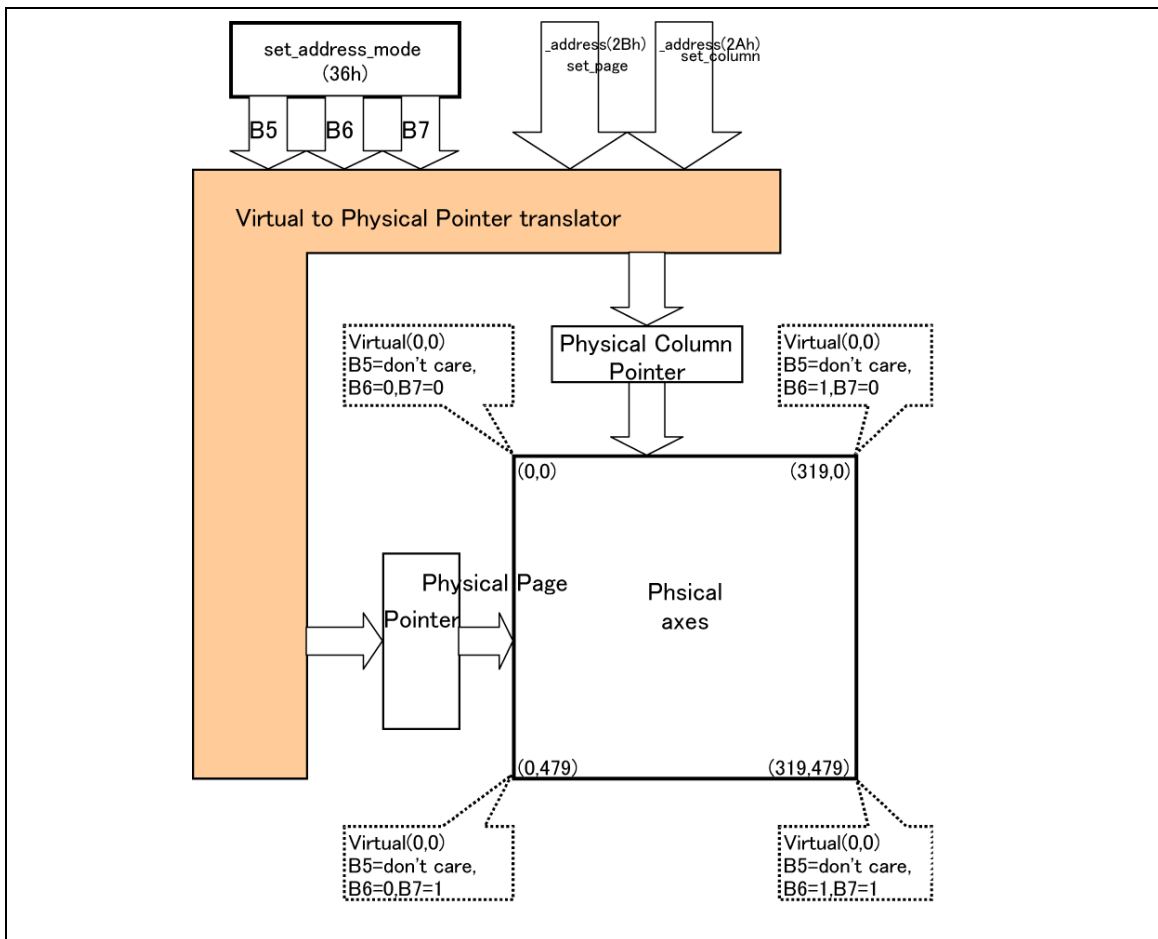 set_address_mode
(36h)
_address(2Bh)
set_page
_address(2Ah)
set_column
B5
B6
B7
Virtual to Physical Pointer translator
Virtual(0,0)
B5=don't care,
B6=0,B7=0
Physical Column
Pointer
Virtual(0,0)
B5=don't care,
B6=1,B7=0
(0,0)
(319,0)
Physical Page
Pointer
Phsical
axes
(0,479)
(319,479)
Virtual(0,0)
B5=don't care,
B6=0,B7=1
Virtual(0,0)
B5=don't care,
B6=1,B7=1